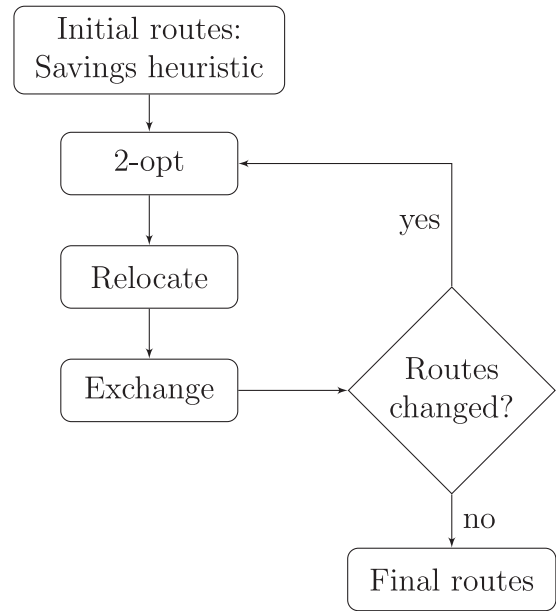 Initial routes:
Savings heuristic
2-opt
yes
Relocate
Exchange
Routes
changed?
no
Final routes